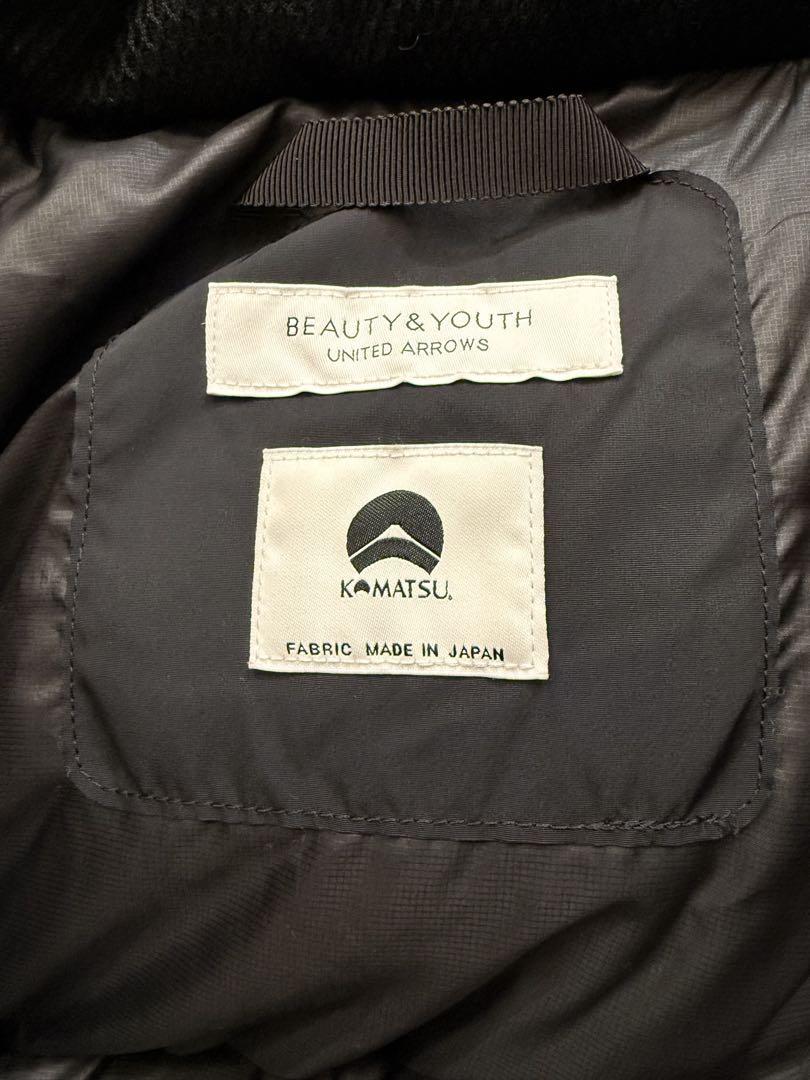 BEAUTY&YOUTH
UNITED ARROWS
KOMATSU.
FABRIC MADE IN JAPAN